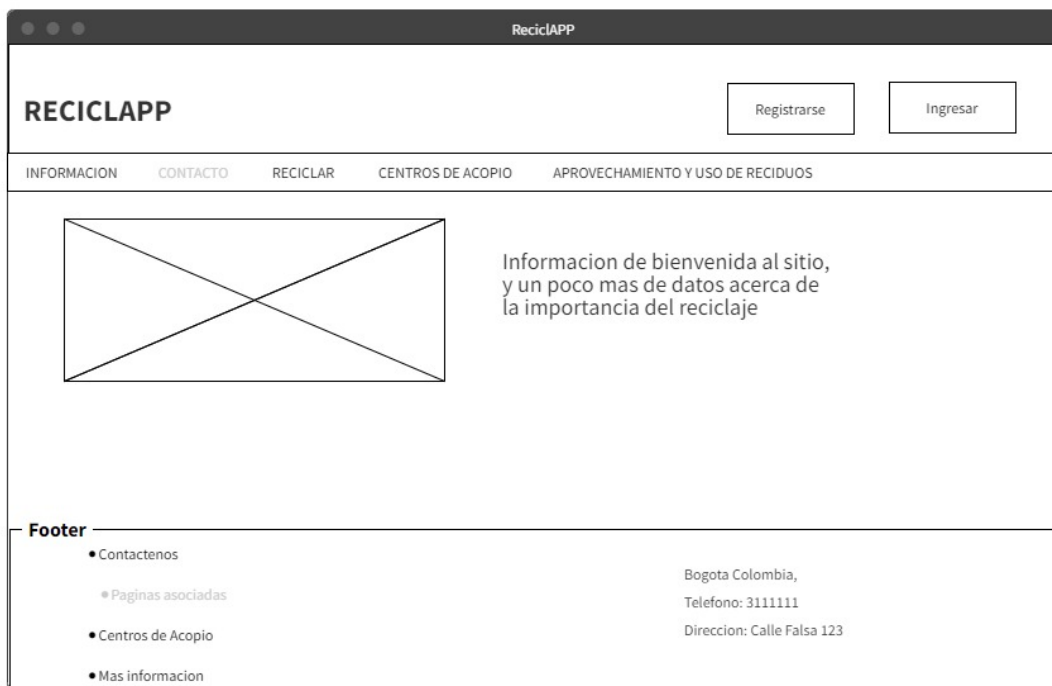 ReciclAPP
RECICLAPP
Registrarse
Ingresar
INFORMACION
CONTACTO
RECICLAR
CENTROS DE ACOPIO
APROVECHAMIENTO Y USO DE RECIDUOS
Informacion de bienvenida al sitio,
y un poco mas de datos acerca de
la importancia del reciclaje
Footer
Contactenos
Paginas asociadas
Centros de Acopio
Mas informacion
Bogota Colombia,
Telefono: 3111111
Direccion: Calle Falsa 123